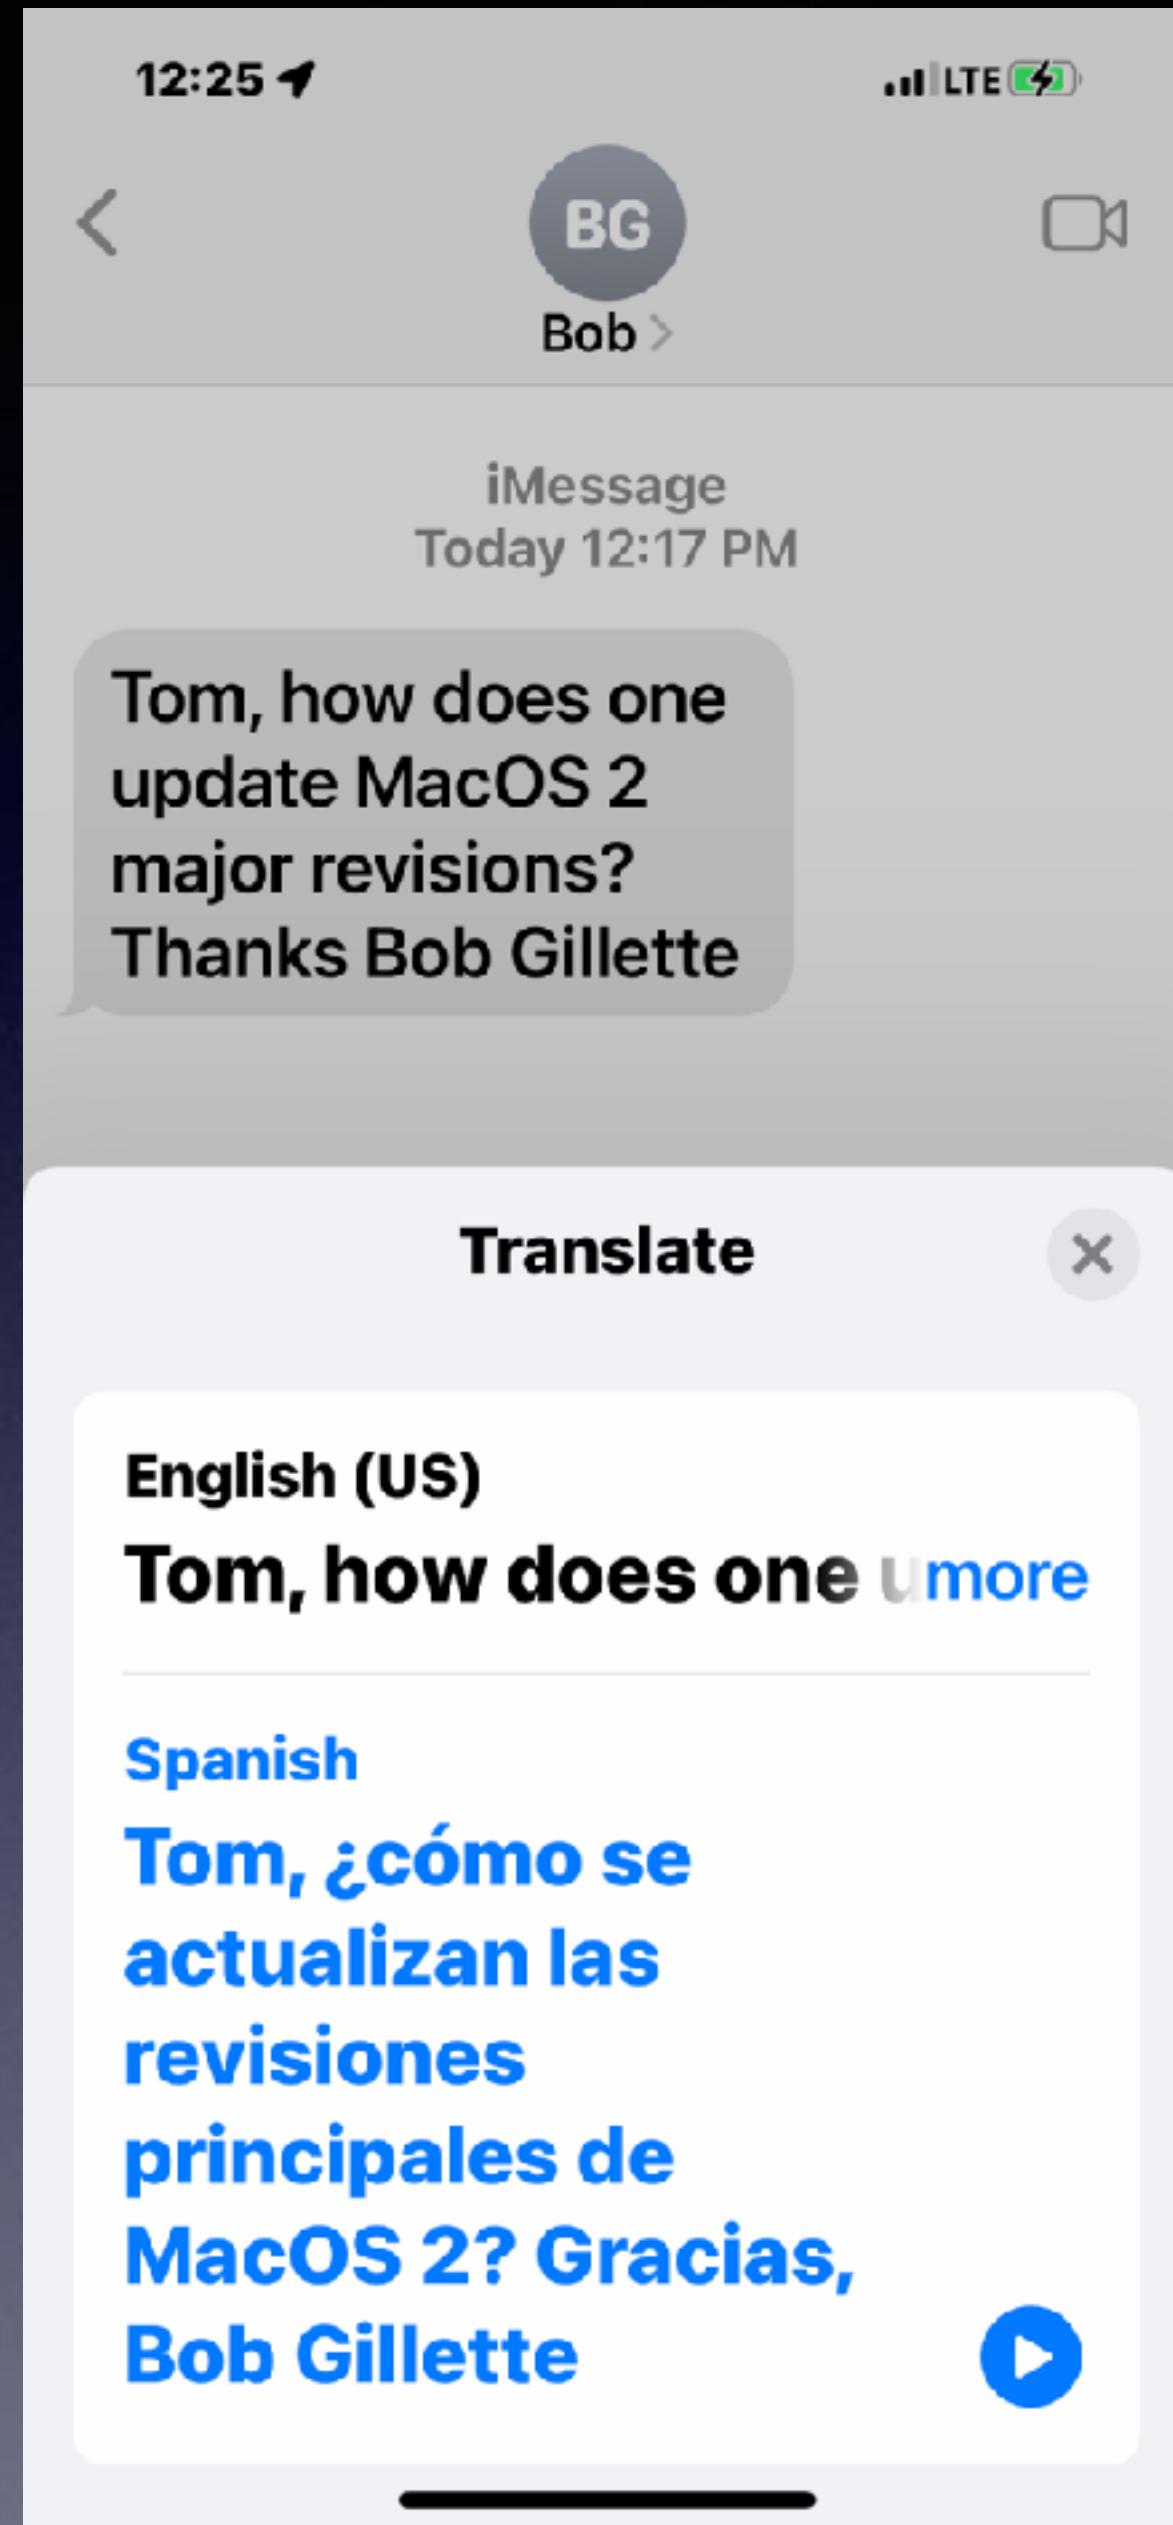 12:25
LTE
BG
Bob
iMessage
Today 12:17 PM
Tom, how does one
update MacOS 2
major revisions?
Thanks Bob Gillette
Translate
English (US)
Tom, how does one u more
Spanish
Tom, ¿cómo se
actualizan las
revisiones
principales de
MacOS 2? Gracias,
Bob Gillette